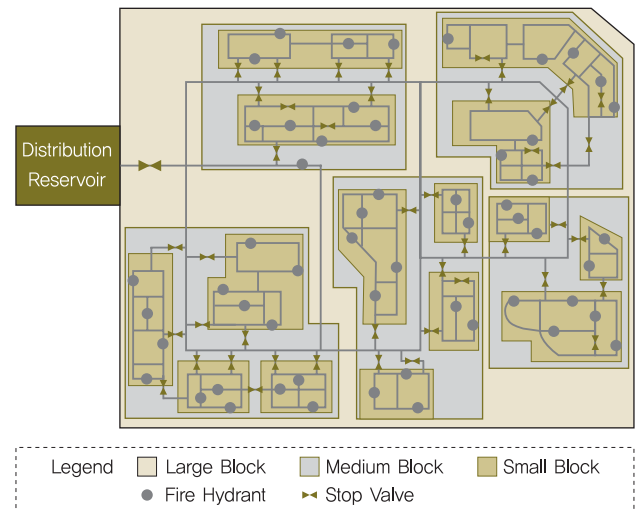 Distribution
Reservoir
Legend Large Block Medium Block Small Block
Fire Hydrant Stop Valve